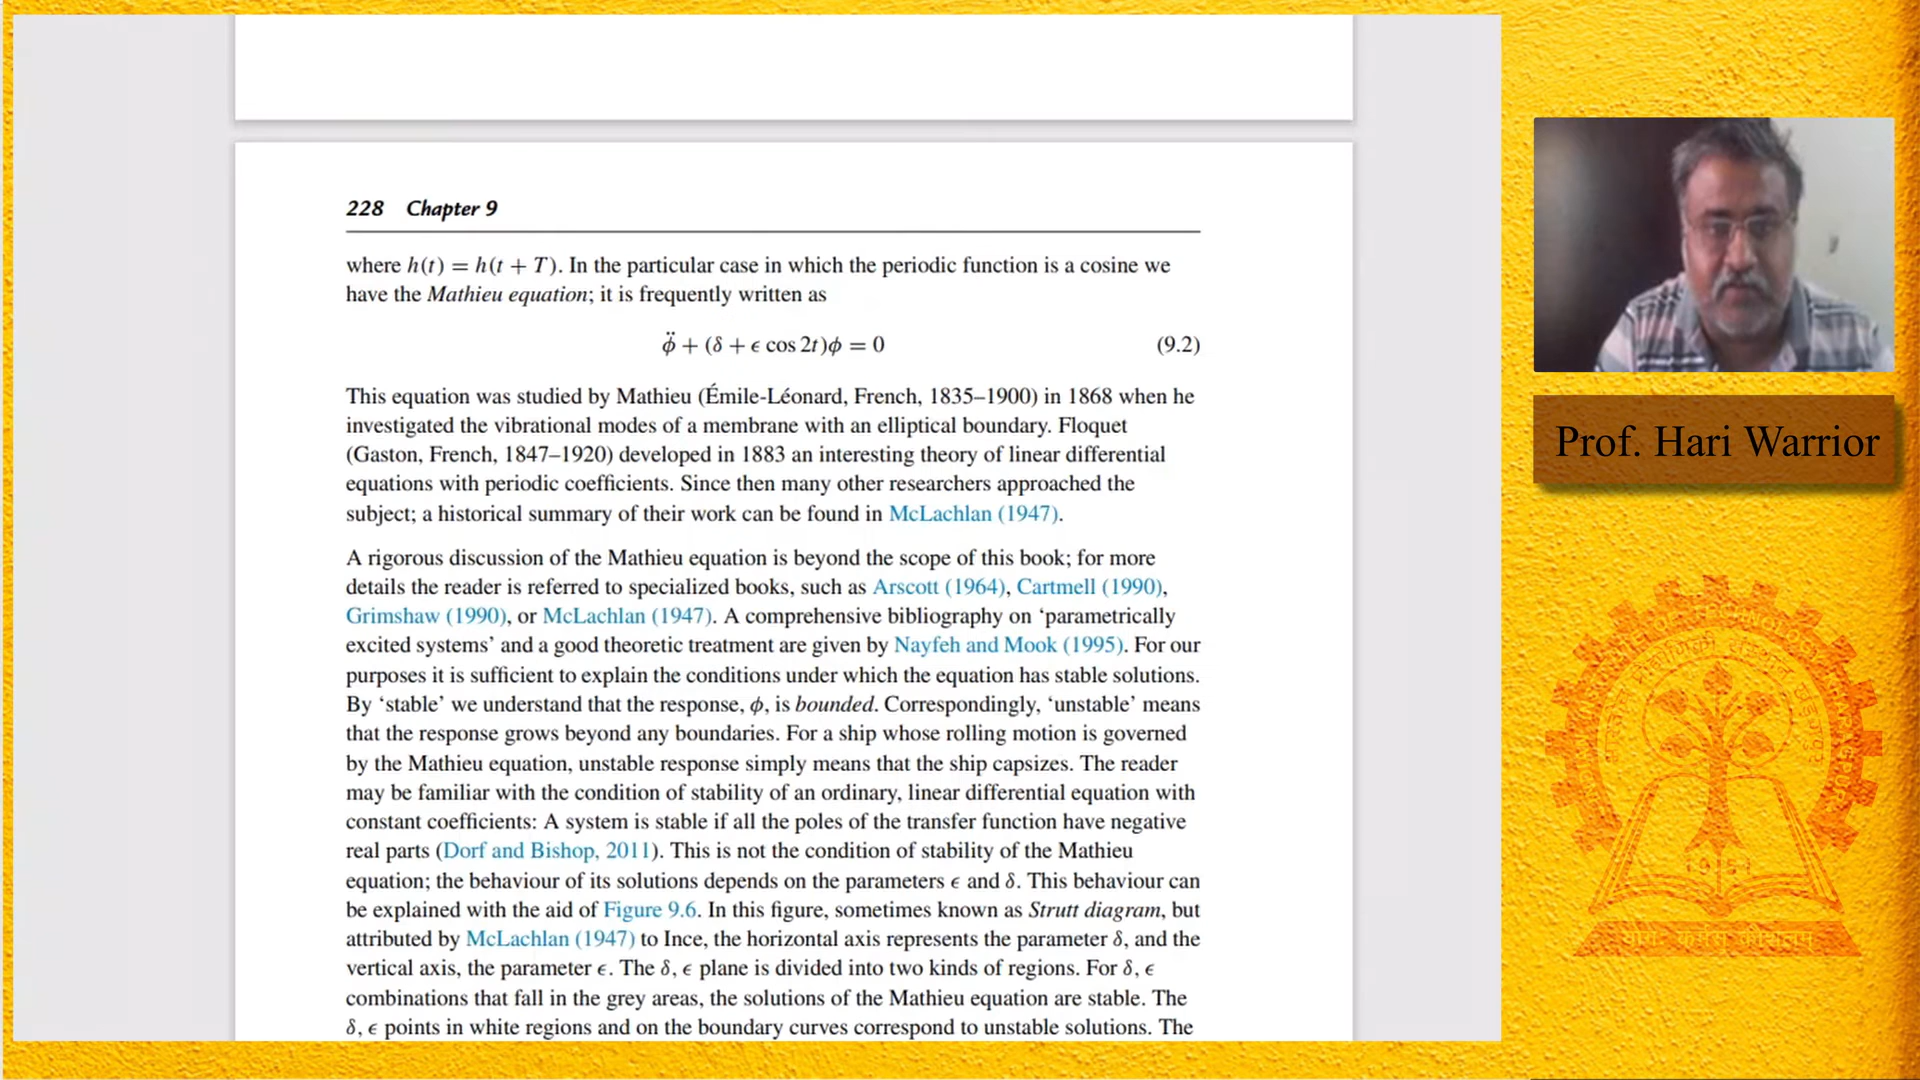 228 Chapter 9
where h(t) = h(t + T). In the particular case in which the periodic function is a cosine we
have the Mathieu equation; it is frequently written as
ϕ̈ + (δ + ϵ cos 2t)ϕ = 0 (9.2)
This equation was studied by Mathieu (Émile-Léonard, French, 1835–1900) in 1868 when he
investigated the vibrational modes of a membrane with an elliptical boundary. Floquet
(Gaston, French, 1847–1920) developed in 1883 an interesting theory of linear differential
equations with periodic coefficients. Since then many other researchers approached the
subject; a historical summary of their work can be found in McLachlan (1947).
A rigorous discussion of the Mathieu equation is beyond the scope of this book; for more
details the reader is referred to specialized books, such as Arscott (1964), Cartmell (1990),
Grimshaw (1990), or McLachlan (1947). A comprehensive bibliography on ‘parametrically
excited systems’ and a good theoretic treatment are given by Nayfeh and Mook (1995). For our
purposes it is sufficient to explain the conditions under which the equation has stable solutions.
By ‘stable’ we understand that the response, ϕ, is bounded. Correspondingly, ‘unstable’ means
that the response grows beyond any boundaries. For a ship whose rolling motion is governed
by the Mathieu equation, unstable response simply means that the ship capsizes. The reader
may be familiar with the condition of stability of an ordinary, linear differential equation with
constant coefficients: A system is stable if all the poles of the transfer function have negative
real parts (Dorf and Bishop, 2011). This is not the condition of stability of the Mathieu
equation; the behaviour of its solutions depends on the parameters ϵ and δ. This behaviour can
be explained with the aid of Figure 9.6. In this figure, sometimes known as Strutt diagram, but
attributed by McLachlan (1947) to Ince, the horizontal axis represents the parameter δ, and the
vertical axis, the parameter ϵ. The δ, ϵ plane is divided into two kinds of regions. For δ, ϵ
combinations that fall in the grey areas, the solutions of the Mathieu equation are stable. The
δ, ϵ points in white regions and on the boundary curves correspond to unstable solutions. The
Prof. Hari Warrior
1951
योगः कर्मसु कौशलम्